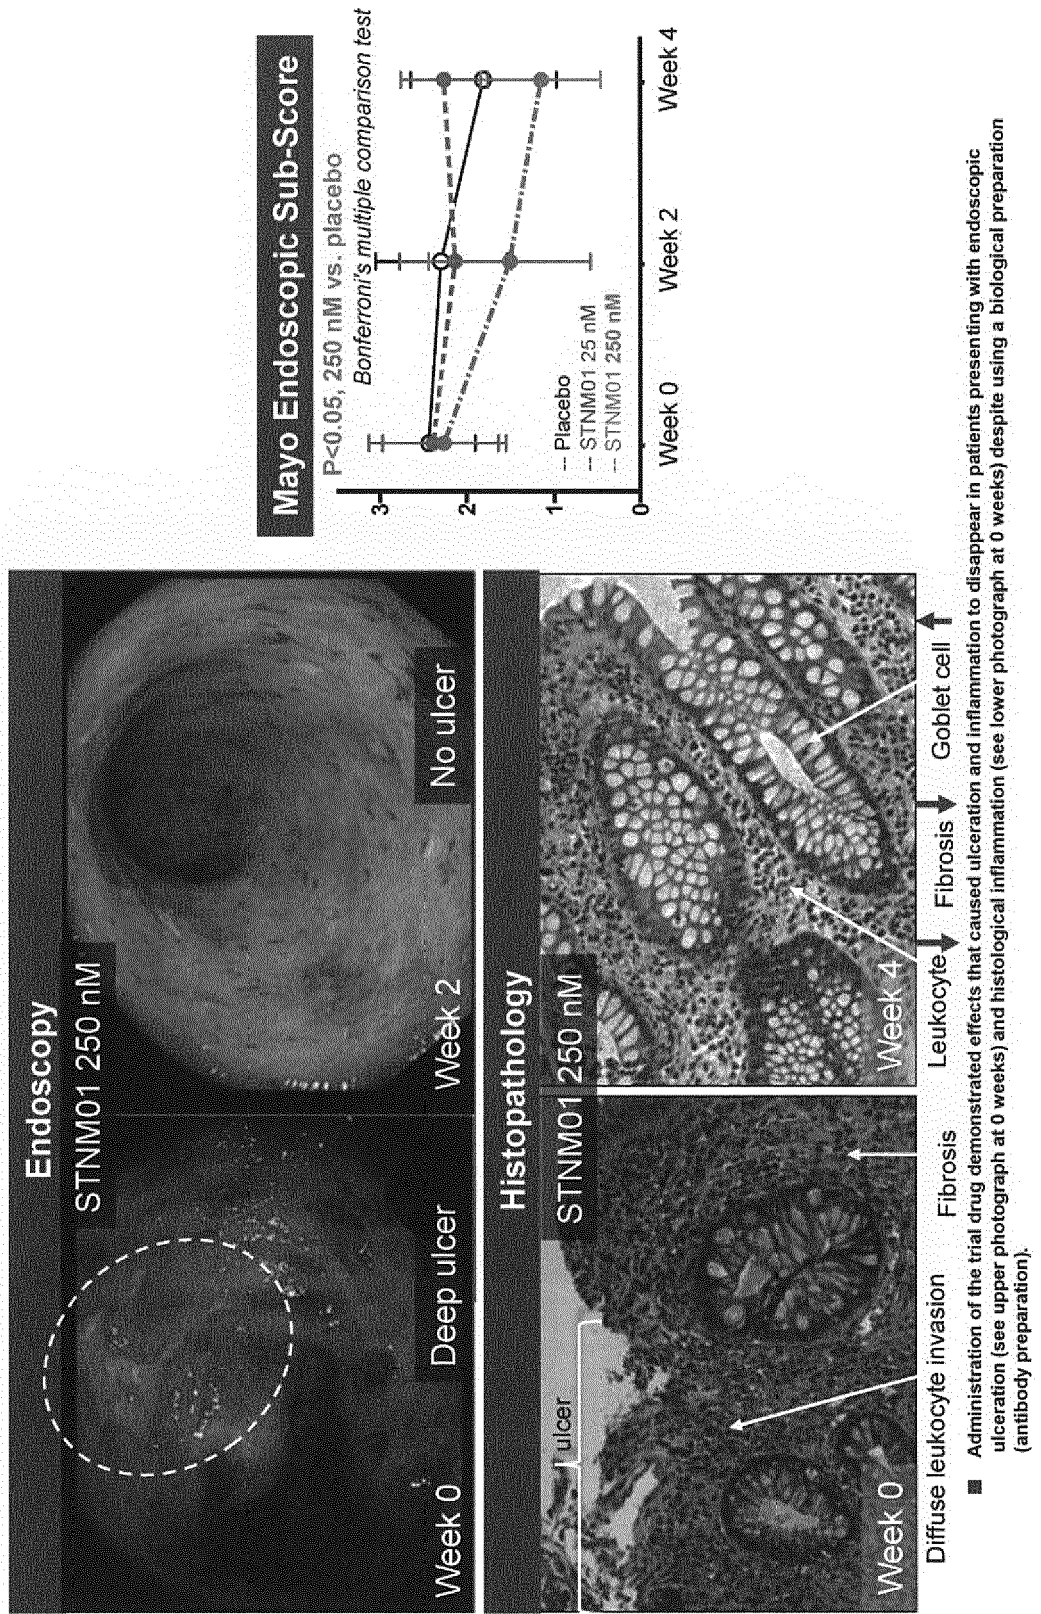 Endoscopy
STNM01 250 nM
Deep ulcer
Week 0
No ulcer
Week 2
Histopathology
STNM01 250 nM
ulcer
Week 0
Week 4
Diffuse leukocyte invasion
Fibrosis
Leukocyte
Fibrosis
Goblet cell
Mayo Endoscopic Sub-Score
P<0.05, 250 nM vs. placebo
Bonferroni's multiple comparison test
3
2
1
0
-- Placebo
-- STNM01 25 nM
-- STNM01 250 nM
Week 0
Week 2
Week 4
■ Administration of the trial drug demonstrated effects that caused ulceration and inflammation to disappear in patients presenting with endoscopic
ulceration (see upper photograph at 0 weeks) and histological inflammation (see lower photograph at 0 weeks) despite using a biological preparation
(antibody preparation).